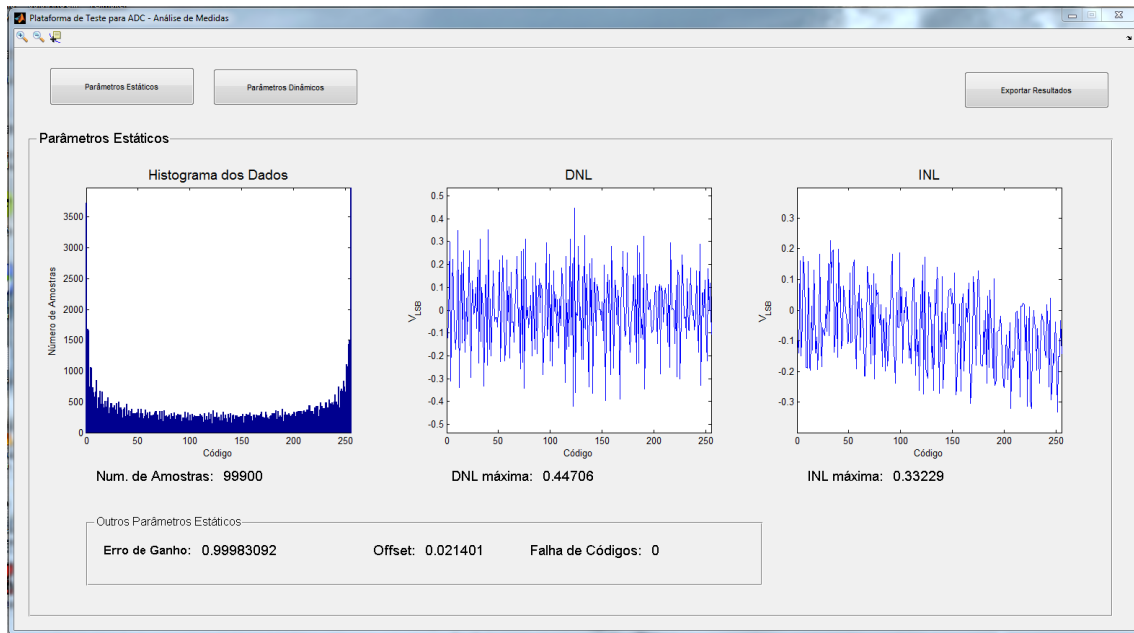 Plataforma de Teste para ADC - Análise de Medidas
Parâmetros Estáticos
Parâmetros Dinâmicos
Exportar Resultados
Parâmetros Estáticos
Histograma dos Dados
Número de Amostras
3500
3000
2500
2000
1500
1000
500
0
0 50 100 150 200 250
Código
Num. de Amostras: 99900
DNL
V_LSB
0.5
0.4
0.3
0.2
0.1
0
-0.1
-0.2
-0.3
-0.4
-0.5
0 50 100 150 200 250
Código
DNL máxima: 0.44706
INL
V_LSB
0.3
0.2
0.1
0
-0.1
-0.2
-0.3
0 50 100 150 200 250
Código
INL máxima: 0.33229
Outros Parâmetros Estáticos
Erro de Ganho: 0.99983092
Offset: 0.021401
Falha de Códigos: 0